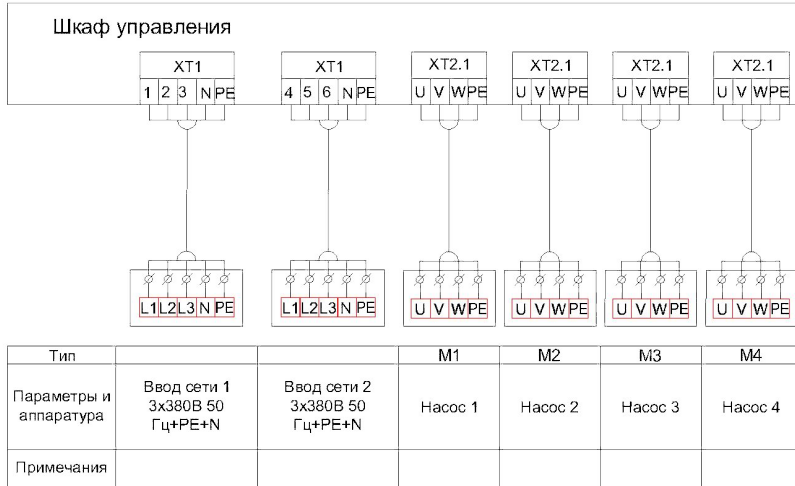 Шкаф управления
XT1 XT1 XT2.1 XT2.1 XT2.1 XT2.1
1 2 3 N PE 4 5 6 N PE U V W PE U V W PE U V W PE U V W PE
L1 L2 L3 N PE L1 L2 L3 N PE U V W PE U V W PE U V W PE U V W PE
Тип M1 M2 M3 M4
Параметры и
аппаратура
Ввод сети 1
3x380В 50
Гц+PE+N
Ввод сети 2
3x380В 50
Гц+PE+N
Насос 1
Насос 2
Насос 3
Насос 4
Примечания